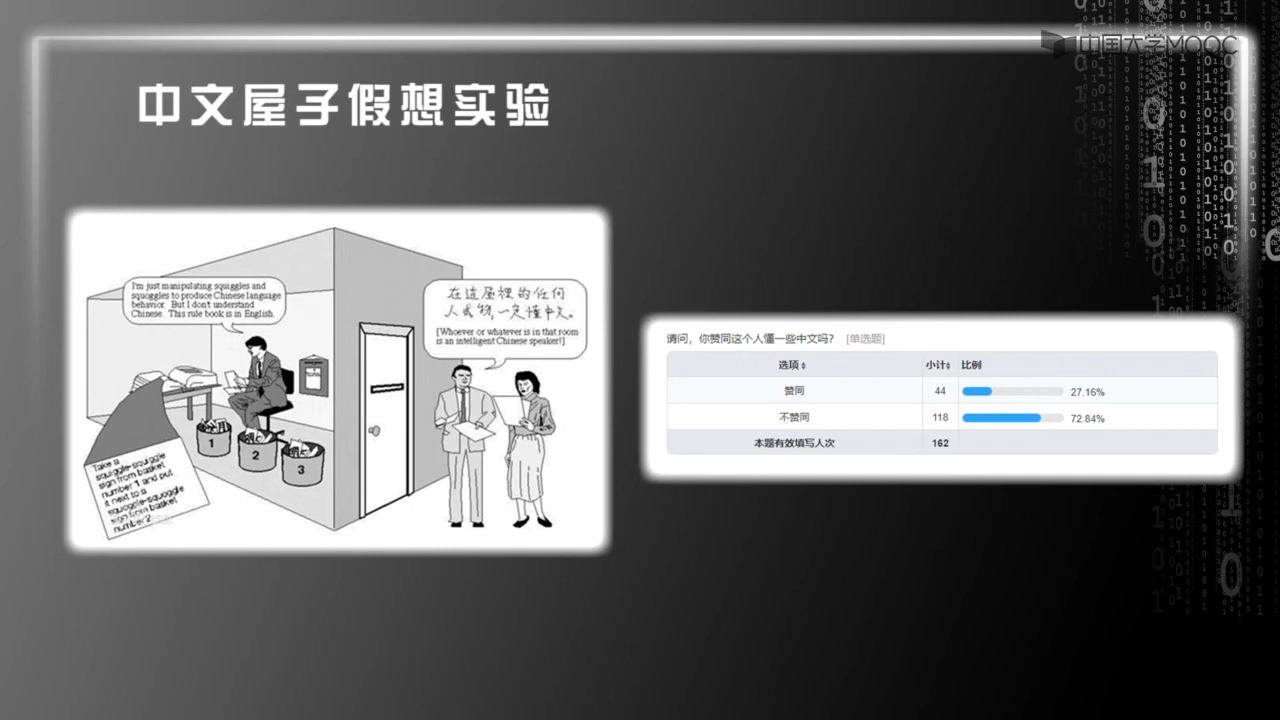 中国大学MOOC
中文屋子假想实验
I'm just manipulating squiggles and
squoggles to produce Chinese language
behavior. But I don't understand
Chinese. This rule book is in English.
在這屋裡的任何
人或物,一定懂中文。
[Whoever or whatever is in that room
is an intelligent Chinese speaker!]
1
2
3
Take a
squiggle-squiggle
sign from basket
number 1 and put
it next to a
squoggle-squoggle
sign from basket
number 2
请问，你赞同这个人懂一些中文吗？ [单选题]
选项 小计 比例
赞同 44 27.16%
不赞同 118 72.84%
本题有效填写人次 162